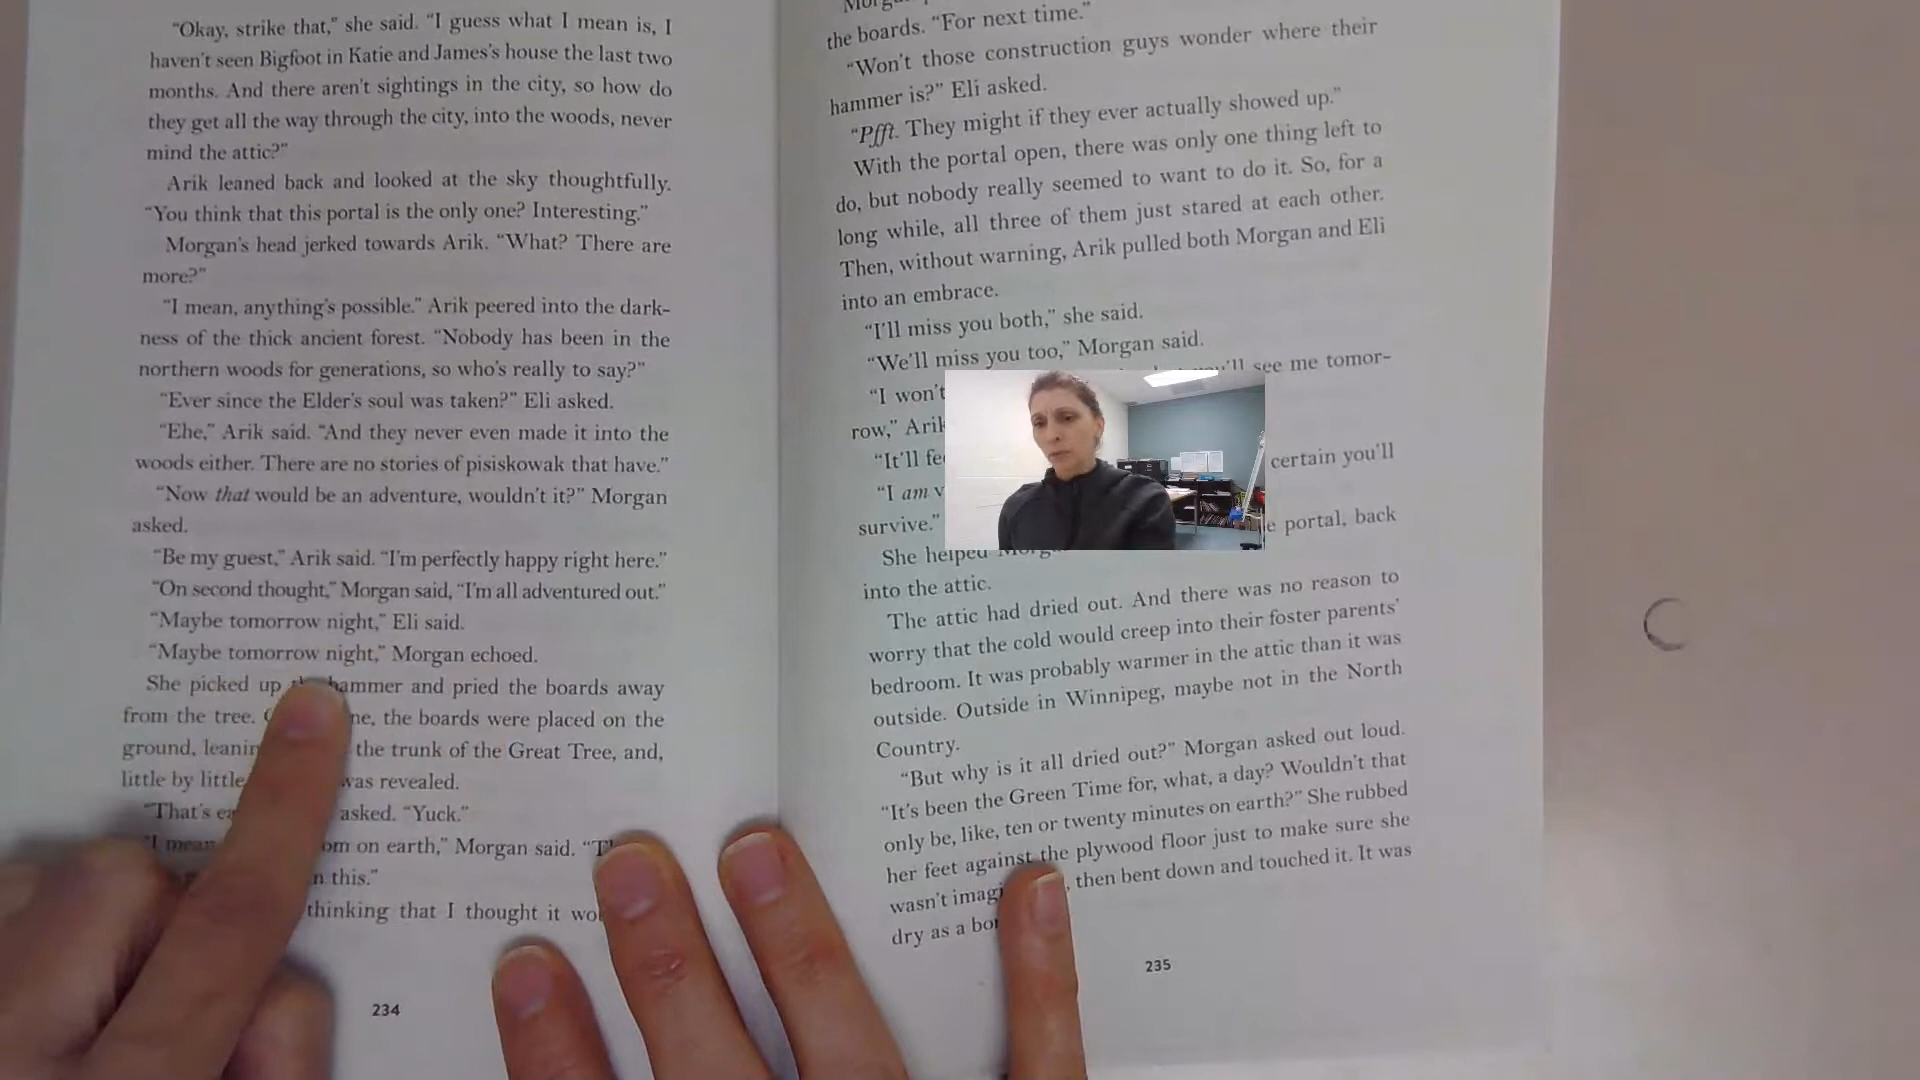 “Okay, strike that,” she said. “I guess what I mean is, I
haven’t seen Bigfoot in Katie and James’s house the last two
months. And there aren’t sightings in the city, so how do
they get all the way through the city, into the woods, never
mind the attic?”
Arik leaned back and looked at the sky thoughtfully.
“You think that this portal is the only one? Interesting.”
Morgan’s head jerked towards Arik. “What? There are
more?”
“I mean, anything’s possible.” Arik peered into the dark-
ness of the thick ancient forest. “Nobody has been in the
northern woods for generations, so who’s really to say?”
“Ever since the Elder’s soul was taken?” Eli asked.
“Ehe,” Arik said. “And they never even made it into the
woods either. There are no stories of pisiskowak that have.”
“Now that would be an adventure, wouldn’t it?” Morgan
asked.
“Be my guest,” Arik said. “I’m perfectly happy right here.”
“On second thought,” Morgan said, “I’m all adventured out.”
“Maybe tomorrow night,” Eli said.
“Maybe tomorrow night,” Morgan echoed.
She picked up hammer and pried the boards away
from the tree. the boards were placed on the
ground, the trunk of the Great Tree, and,
little by little was revealed.
“That’s asked. “Yuck.”
“I mean on earth,” Morgan said.
this.”
thinking that I thought it
234
the boards. “For next time.”
“Won’t those construction guys wonder where their
hammer is?” Eli asked.
“Pfft. They might if they ever actually showed up.”
With the portal open, there was only one thing left to
do, but nobody really seemed to want to do it. So, for a
long while, all three of them just stared at each other.
Then, without warning, Arik pulled both Morgan and Eli
into an embrace.
“I’ll miss you both,” she said.
“We’ll miss you too,” Morgan said.
“I won’t see me tomor-
row,”
“It’ll certain you’ll
“I am
survive.” portal, back
She helped
into the attic.
The attic had dried out. And there was no reason to
worry that the cold would creep into their foster parents’
bedroom. It was probably warmer in the attic than it was
outside. Outside in Winnipeg, maybe not in the North
Country.
“But why is it all dried out?” Morgan asked out loud.
“It’s been the Green Time for, what, a day? Wouldn’t that
only be, like, ten or twenty minutes on earth?” She rubbed
her feet against the plywood floor just to make sure she
wasn’t then bent down and touched it. It was
dry as a
235